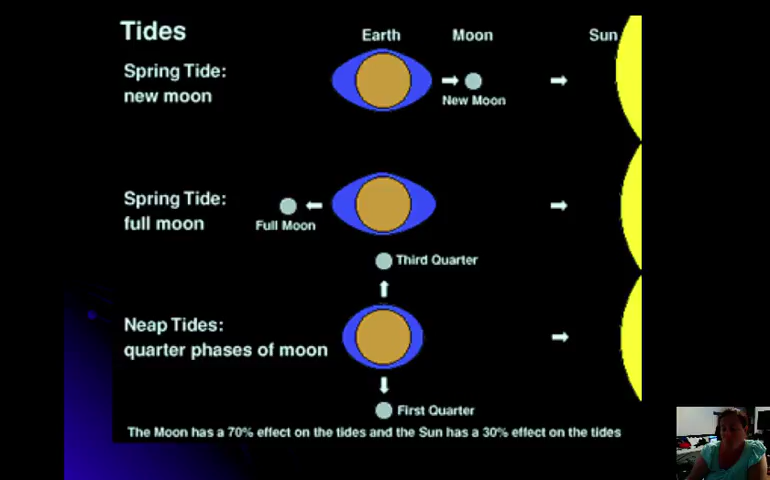 Tides
Earth Moon Sun
Spring Tide:
new moon
New Moon
Spring Tide:
full moon
Full Moon
Third Quarter
Neap Tides:
quarter phases of moon
First Quarter
The Moon has a 70% effect on the tides and the Sun has a 30% effect on the tides